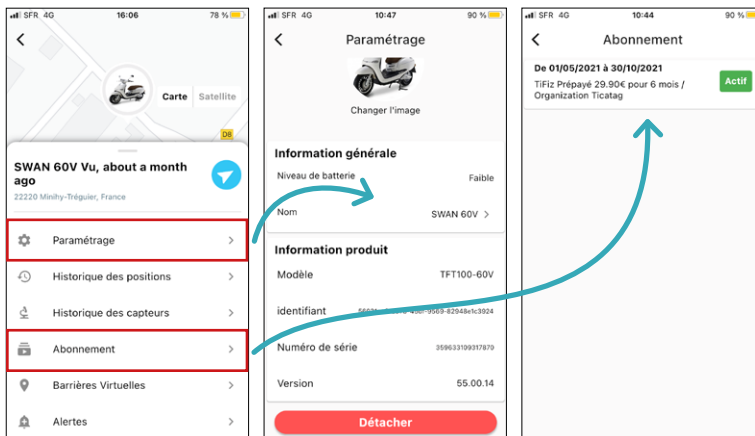 SFR 4G 16:06 78 %
Carte Satellite
D8
SWAN 60V Vu, about a month
ago
22220 Minihy-Tréguier, France
Paramétrage
Historique des positions
Historique des capteurs
Abonnement
Barrières Virtuelles
Alertes
SFR 4G 10:47 90 %
Paramétrage
Changer l'image
Information générale
Niveau de batterie Faible
Nom SWAN 60V
Information produit
Modèle TFT100-60V
identifiant
Numéro de série 359633109317870
Version 55.00.14
Détacher
SFR 4G 10:44 90 %
Abonnement
De 01/05/2021 à 30/10/2021
TiFiz Prépayé 29.90€ pour 6 mois /
Organization Ticatag
Actif